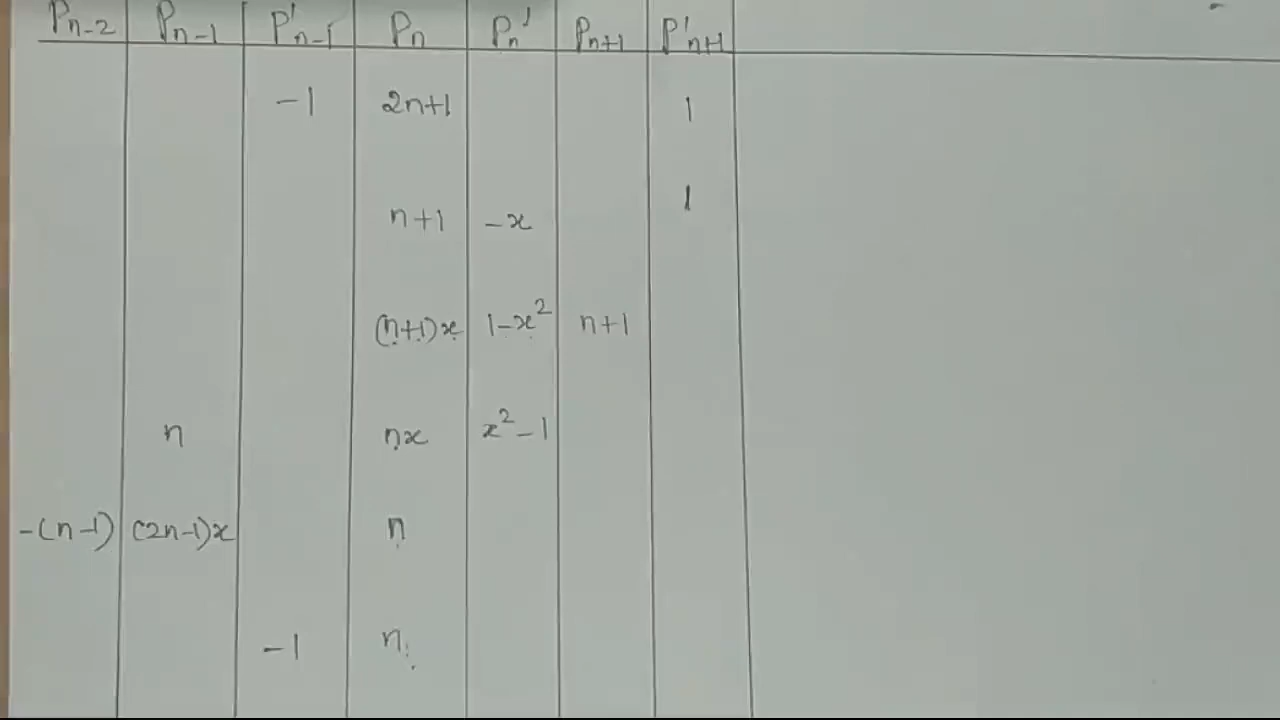 Pn-2 Pn-1 P'n-1 Pn Pn' Pn+1 P'n+1
-1 2n+1 1
n+1 -x 1
(n+1)x 1-x² n+1
n nx x²-1
-(n-1) (2n-1)x n
-1 n